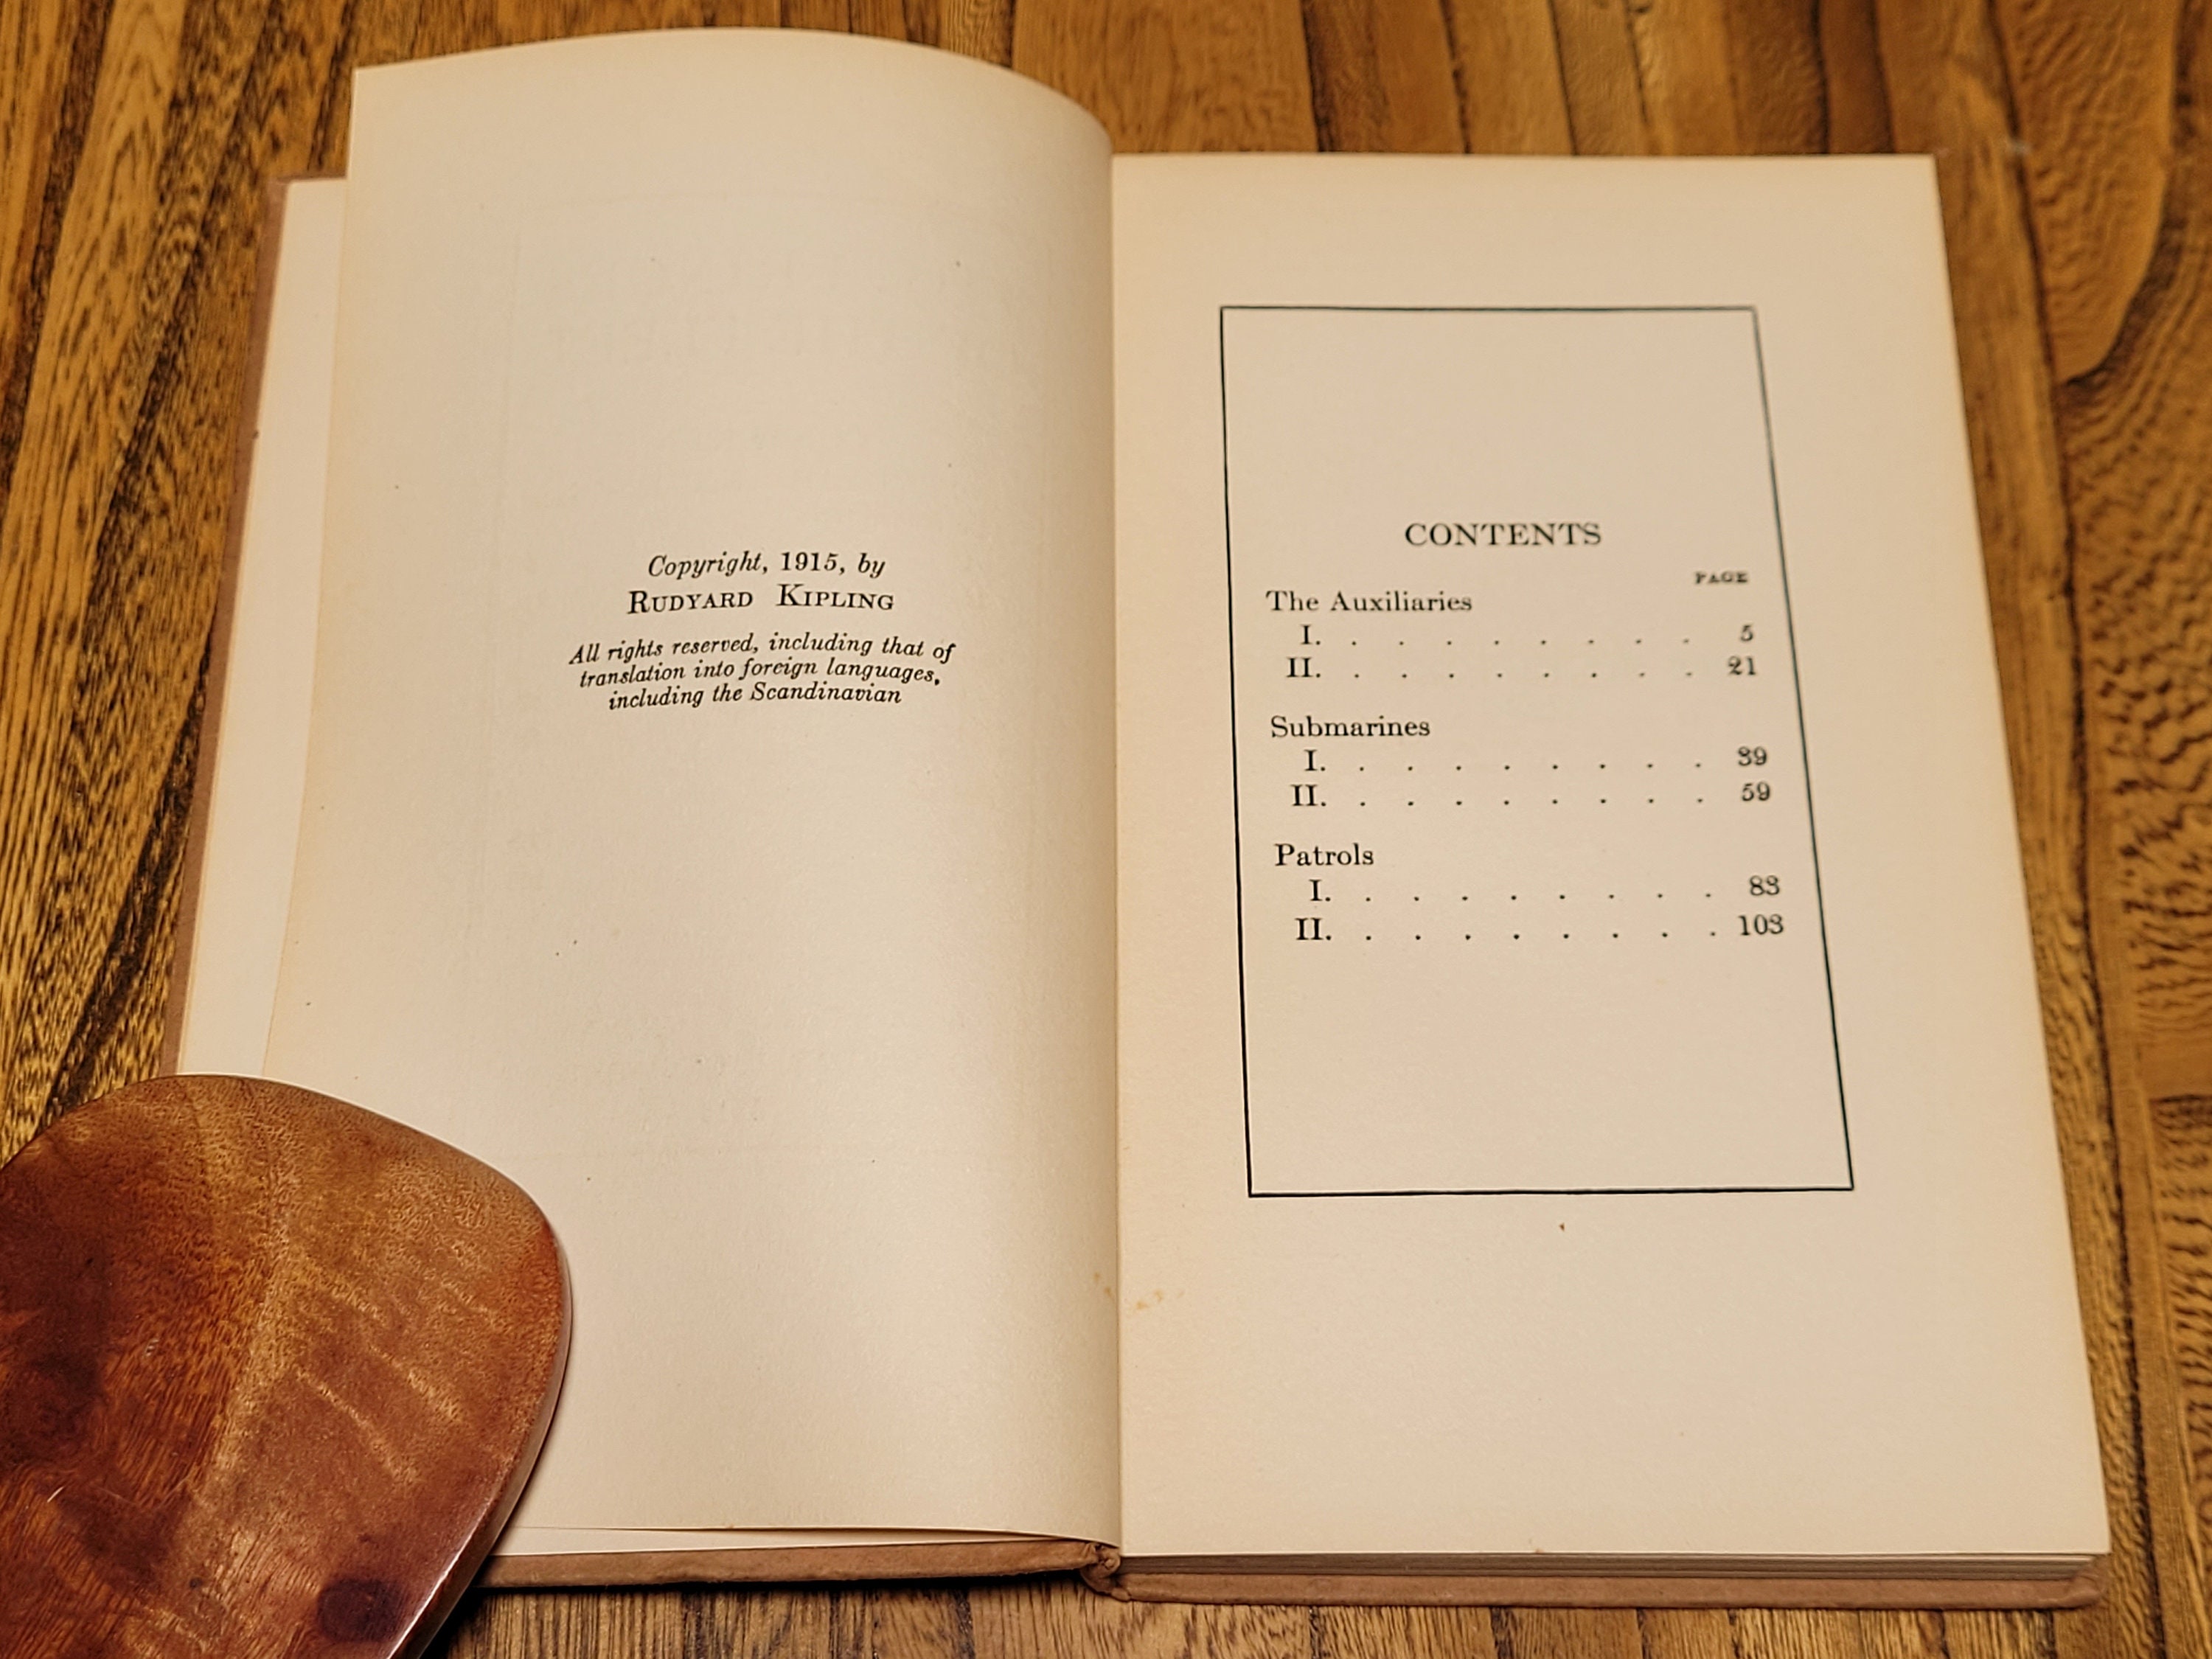 Copyright, 1915, by
RUDYARD KIPLING
All rights reserved, including that of
translation into foreign languages,
including the Scandinavian
CONTENTS
PAGE
The Auxiliaries
I. . . . . . . . . 5
II. . . . . . . . . 21
Submarines
I. . . . . . . . . 39
II. . . . . . . . . 59
Patrols
I. . . . . . . . . 83
II. . . . . . . . . 103